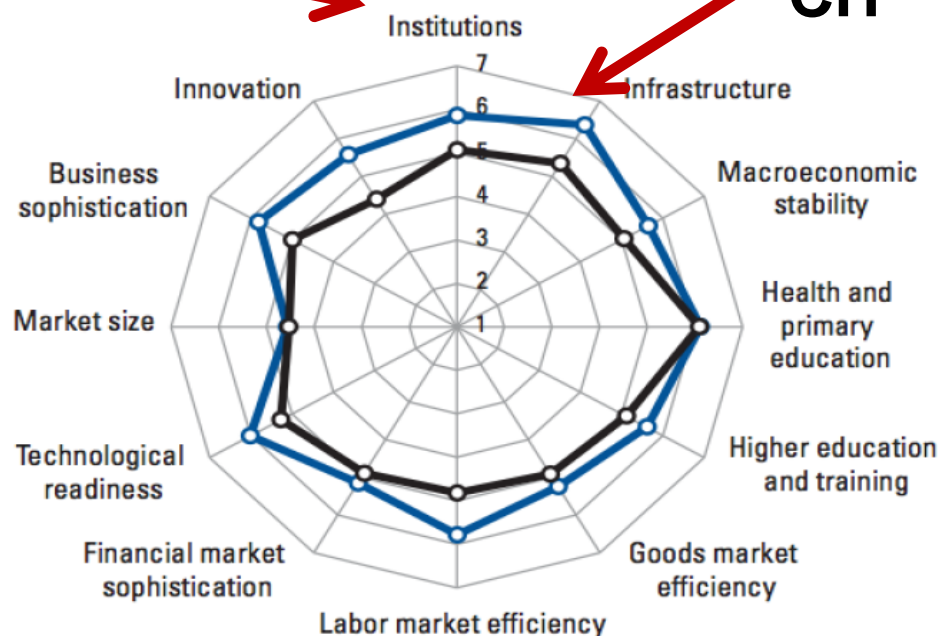 Institutions
7
Innovation
Infrastructure
6
5
Business
sophistication
4
Macroeconomic
stability
3
2
Market size
1
Health and
primary
education
Technological
readiness
Higher education
and training
Financial market
sophistication
Goods market
efficiency
Labor market efficiency